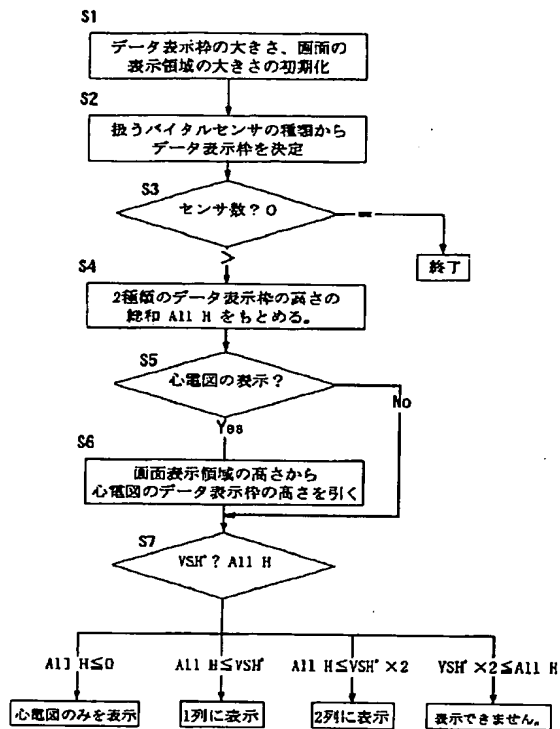 S1
データ表示枠の大きさ、画面の
表示領域の大きさの初期化
S2
扱うバイタルセンサの種類から
データ表示枠を決定
S3
センサ数？0
=
>
終了
S4
2種類のデータ表示枠の高さの
総和 All H をもとめる。
S5
心電図の表示？
No
Yes
S6
画面表示領域の高さから
心電図のデータ表示枠の高さを引く
S7
VSH'？All H
All H≦0
All H≦VSH'
All H≦VSH'×2
VSH'×2≦All H
心電図のみを表示
1列に表示
2列に表示
表示できません。